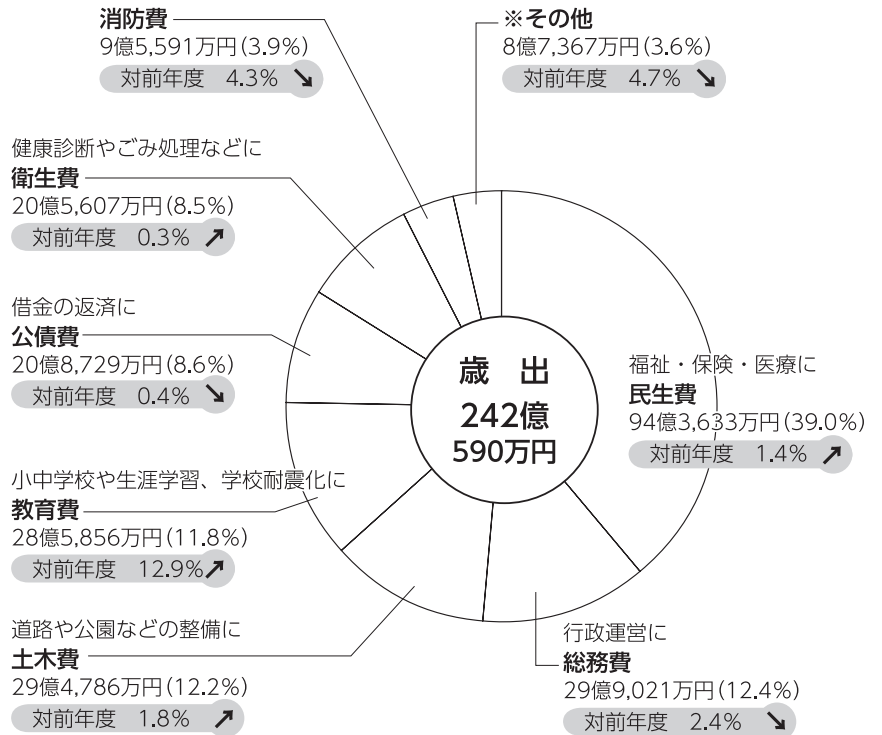 消防費
9億5,591万円(3.9%)
対前年度 4.3% ↘
※その他
8億7,367万円(3.6%)
対前年度 4.7% ↘
健康診断やごみ処理などに
衛生費
20億5,607万円(8.5%)
対前年度 0.3% ↗
借金の返済に
公債費
20億8,729万円(8.6%)
対前年度 0.4% ↘
歳 出
242億
590万円
福祉・保険・医療に
民生費
94億3,633万円(39.0%)
対前年度 1.4% ↗
小中学校や生涯学習、学校耐震化に
教育費
28億5,856万円(11.8%)
対前年度 12.9%↗
道路や公園などの整備に
土木費
29億4,786万円(12.2%)
対前年度 1.8% ↗
行政運営に
総務費
29億9,021万円(12.4%)
対前年度 2.4% ↘